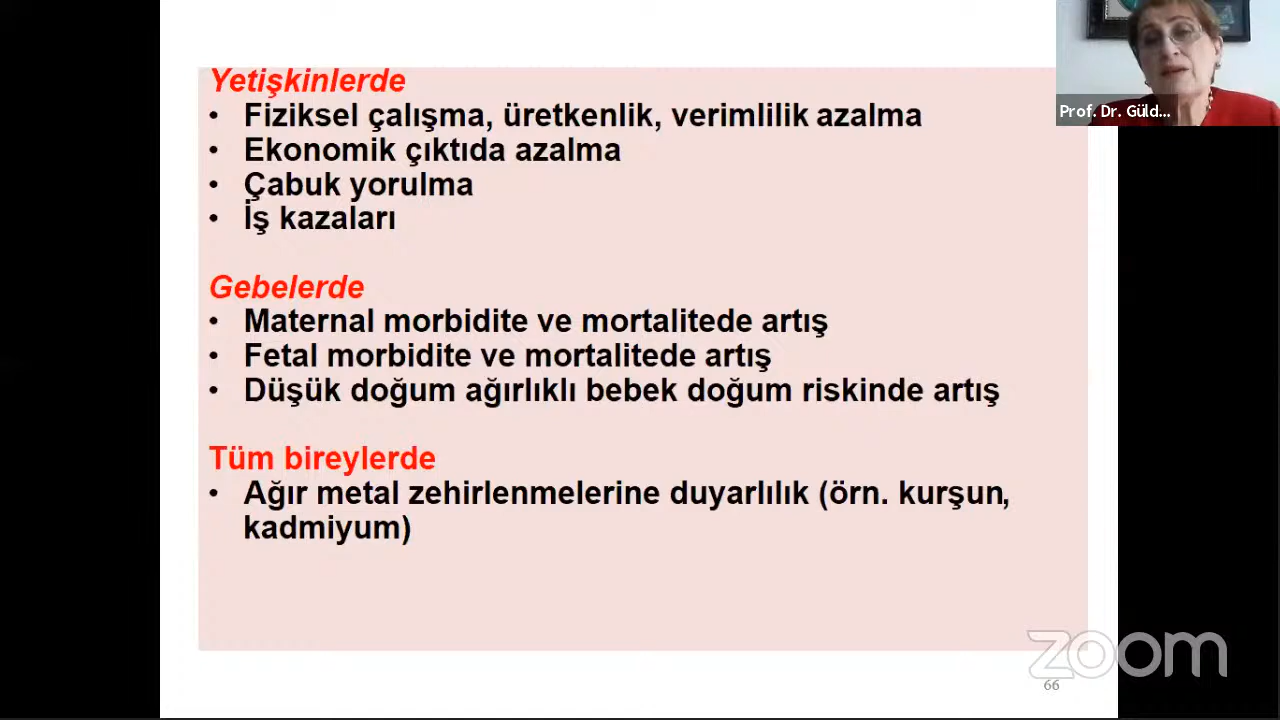 Yetişkinlerde
• Fiziksel çalışma, üretkenlik, verimlilik azalma
• Ekonomik çıktıda azalma
• Çabuk yorulma
• İş kazaları
Gebelerde
• Maternal morbidite ve mortalitede artış
• Fetal morbidite ve mortalitede artış
• Düşük doğum ağırlıklı bebek doğum riskinde artış
Tüm bireylerde
• Ağır metal zehirlenmelerine duyarlılık (örn. kurşun,
kadmiyum)
Prof. Dr. Güld...
zoom
66